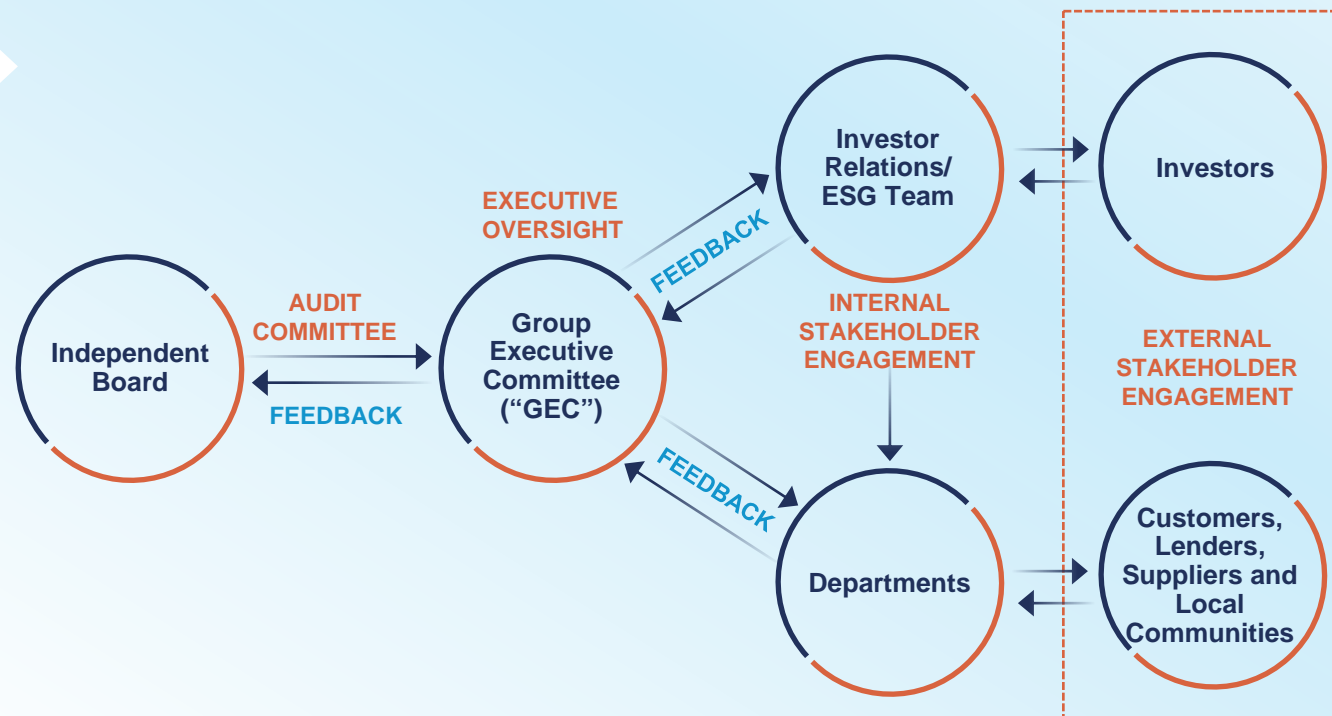 Independent
Board
AUDIT
COMMITTEE
FEEDBACK
EXECUTIVE
OVERSIGHT
Group
Executive
Committee
(“GEC”)
FEEDBACK
FEEDBACK
Investor
Relations/
ESG Team
INTERNAL
STAKEHOLDER
ENGAGEMENT
Departments
Investors
EXTERNAL
STAKEHOLDER
ENGAGEMENT
Customers,
Lenders,
Suppliers and
Local
Communities